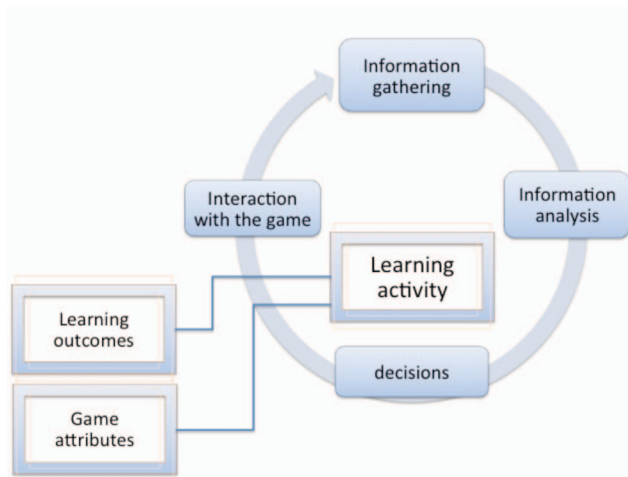 Information
gathering
Interaction
with the game
Information
analysis
Learning
activity
Learning
outcomes
decisions
Game
attributes